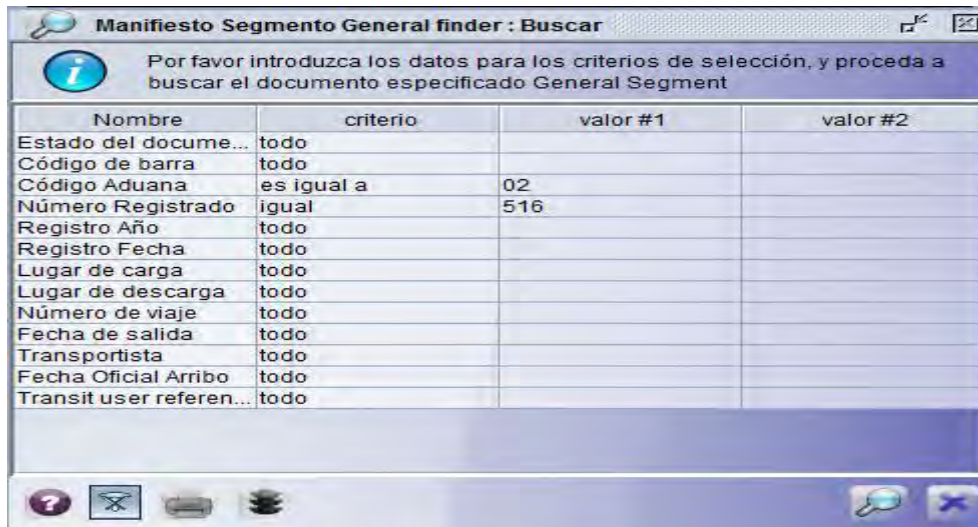 Manifiesto Segmento General finder : Buscar
Por favor introduzca los datos para los criterios de selección, y proceda a
buscar el documento especificado General Segment
Nombre criterio valor #1 valor #2
Estado del docume... todo
Código de barra todo
Código Aduana es igual a 02
Número Registrado igual 516
Registro Año todo
Registro Fecha todo
Lugar de carga todo
Lugar de descarga todo
Número de viaje todo
Fecha de salida todo
Transportista todo
Fecha Oficial Arribo todo
Transit user referen... todo